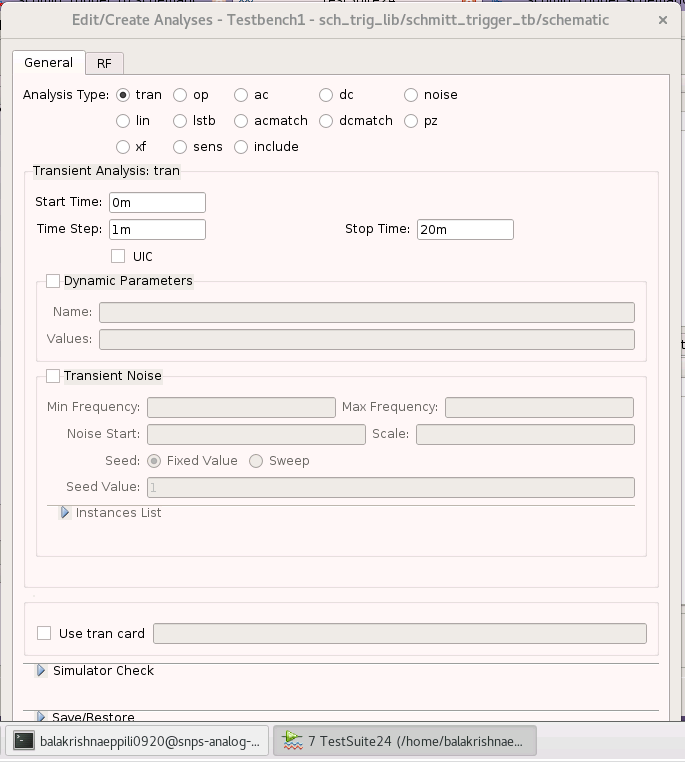 Edit/Create Analyses - Testbench1 - sch_trig_lib/schmitt_trigger_tb/schematic ×
General RF
Analysis Type: tran op ac dc noise
lin lstb acmatch dcmatch pz
xf sens include
Transient Analysis: tran
Start Time: 0m
Time Step: 1m Stop Time: 20m
UIC
Dynamic Parameters
Name:
Values:
Transient Noise
Min Frequency: Max Frequency:
Noise Start: Scale:
Seed: Fixed Value Sweep
Seed Value: 1
Instances List
Use tran card
Simulator Check
Save/Restore
balakrishnaeppili0920@snps-analog-... 7 TestSuite24 (/home/balakrishnae...